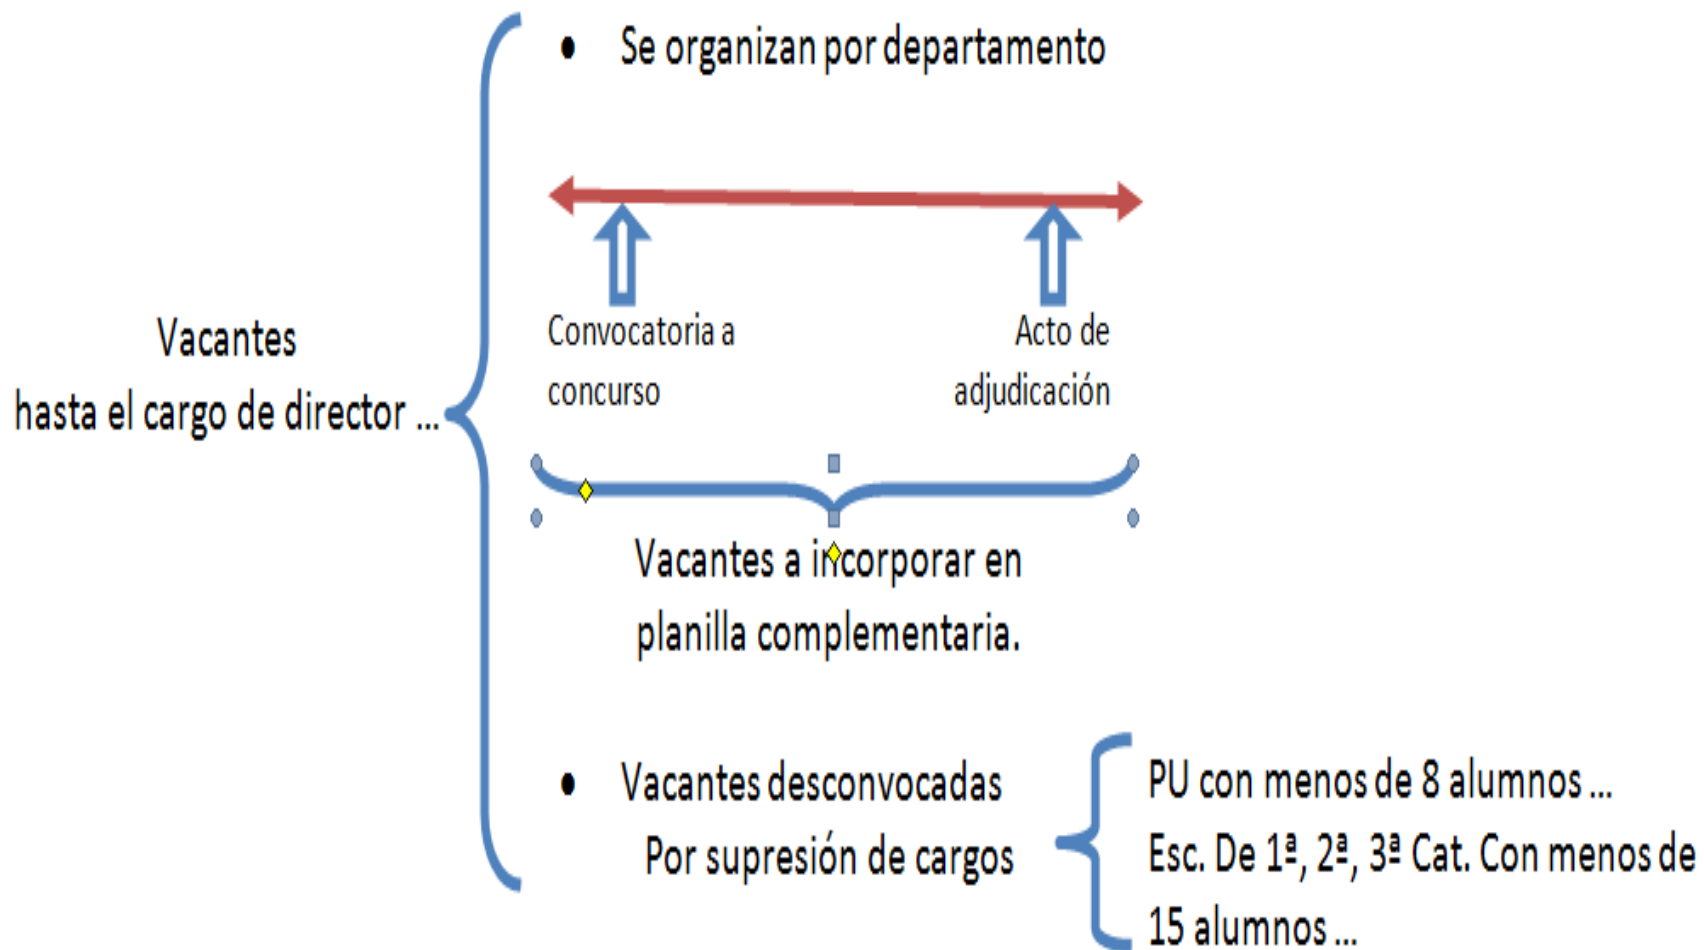 Vacantes
hasta el cargo de director ...
• Se organizan por departamento
Convocatoria a
concurso
Acto de
adjudicación
Vacantes a incorporar en
planilla complementaria.
• Vacantes desconvocadas
Por supresión de cargos
PU con menos de 8 alumnos ...
Esc. De 1ª, 2ª, 3ª Cat. Con menos de
15 alumnos ...